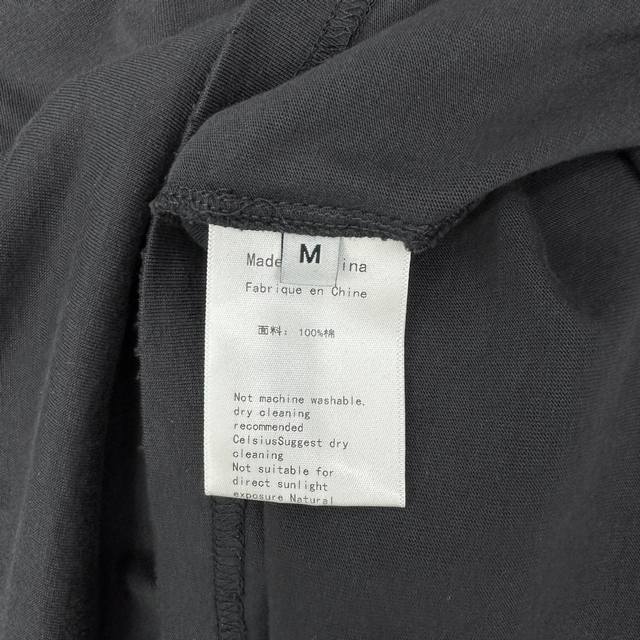 M
Made ina
Fabrique en Chine
面料: 100%棉
Not machine washable.
dry cleaning
recommended
CelsiusSuggest dry
cleaning
Not suitable for
direct sunlight
exposure Natural